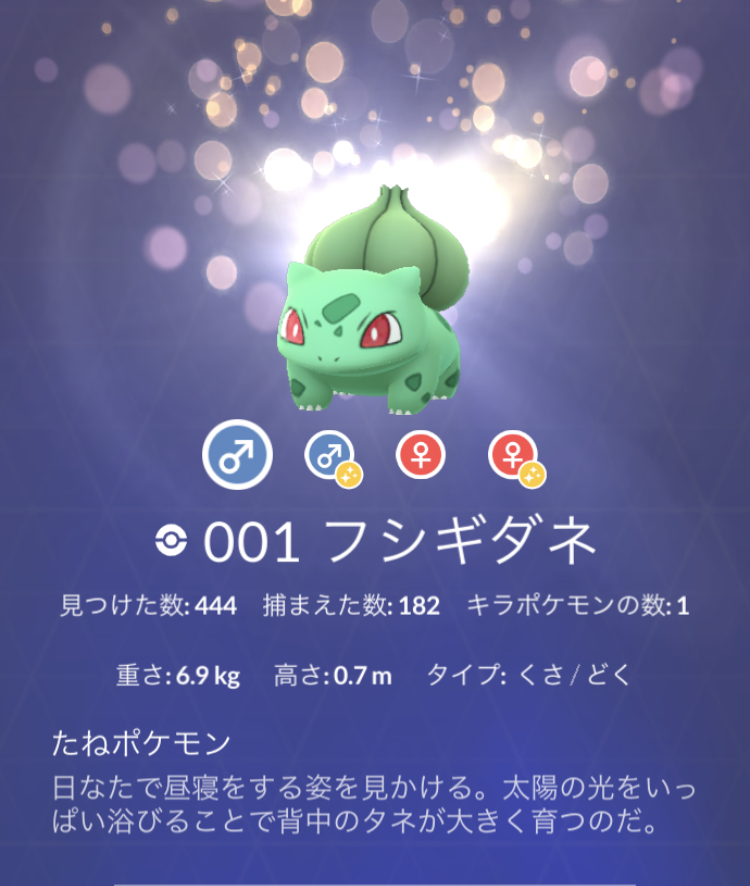 001 フシギダネ
見つけた数: 444 捕まえた数: 182 キラポケモンの数: 1
重さ: 6.9 kg 高さ: 0.7 m タイプ: くさ / どく
たねポケモン
日なたで昼寝をする姿を見かける。太陽の光をいっ
ぱい浴びることで背中のタネが大きく育つのだ。